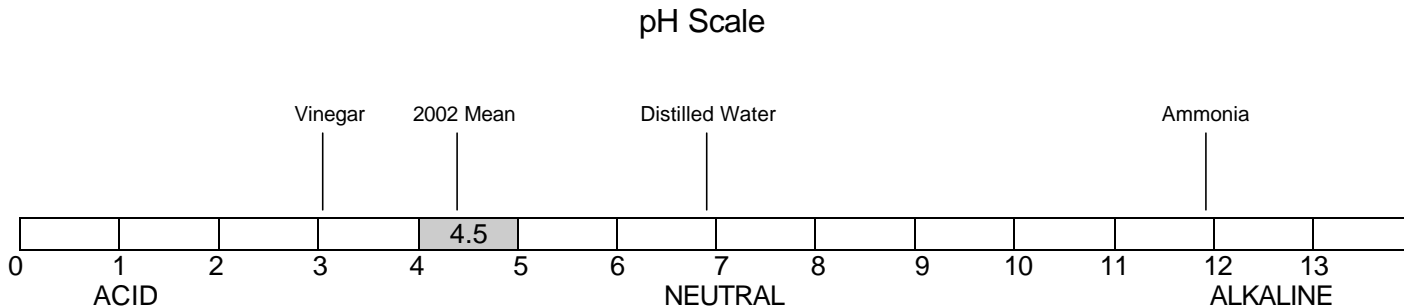 pH Scale
Vinegar 2002 Mean Distilled Water Ammonia
4.5
0 1 2 3 4 5 6 7 8 9 10 11 12 13
ACID NEUTRAL ALKALINE